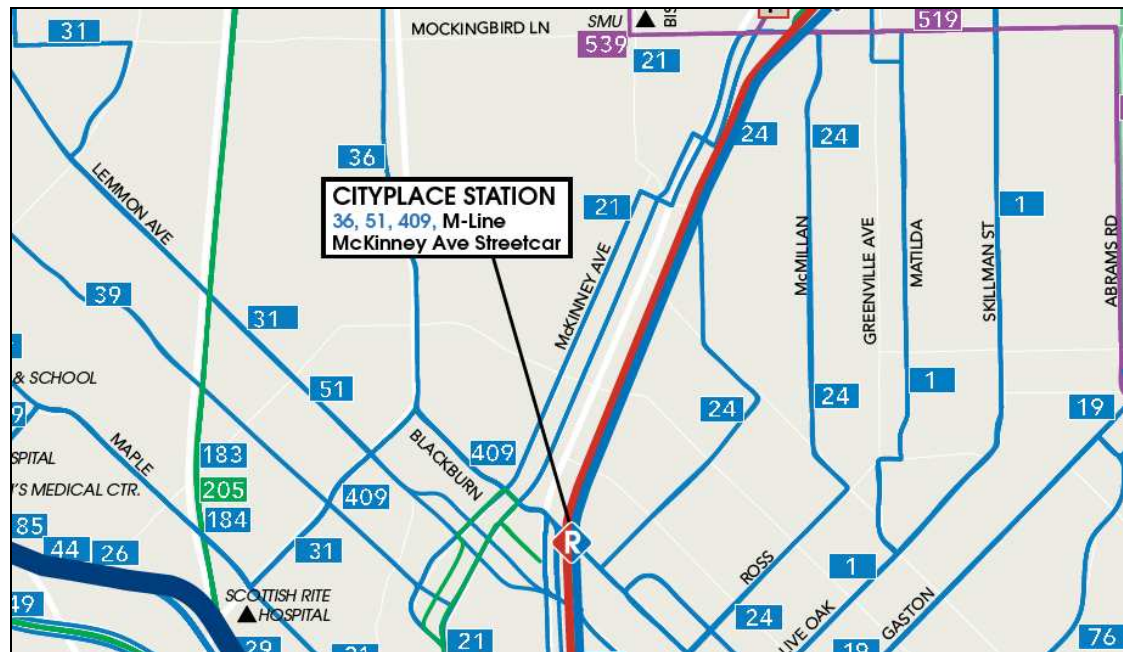 31
MOCKINGBIRD LN
SMU
539
519
21
24
24
36
LEMMON AVE
CITYPLACE STATION
36, 51, 409, M-Line
McKinney Ave Streetcar
21
1
McKINNEY AVE
McMILLAN
GREENVILLE AVE
MATILDA
SKILLMAN ST
ABRAMS RD
39
31
& SCHOOL
51
24
24
1
19
MAPLE
BLACKBURN
409
SPITAL
183
'S MEDICAL CTR.
205
409
184
85
44
26
31
R
ROSS
1
SCOTTISH RITE
HOSPITAL
49
24
LIVE OAK
GASTON
29
21
21
19
76